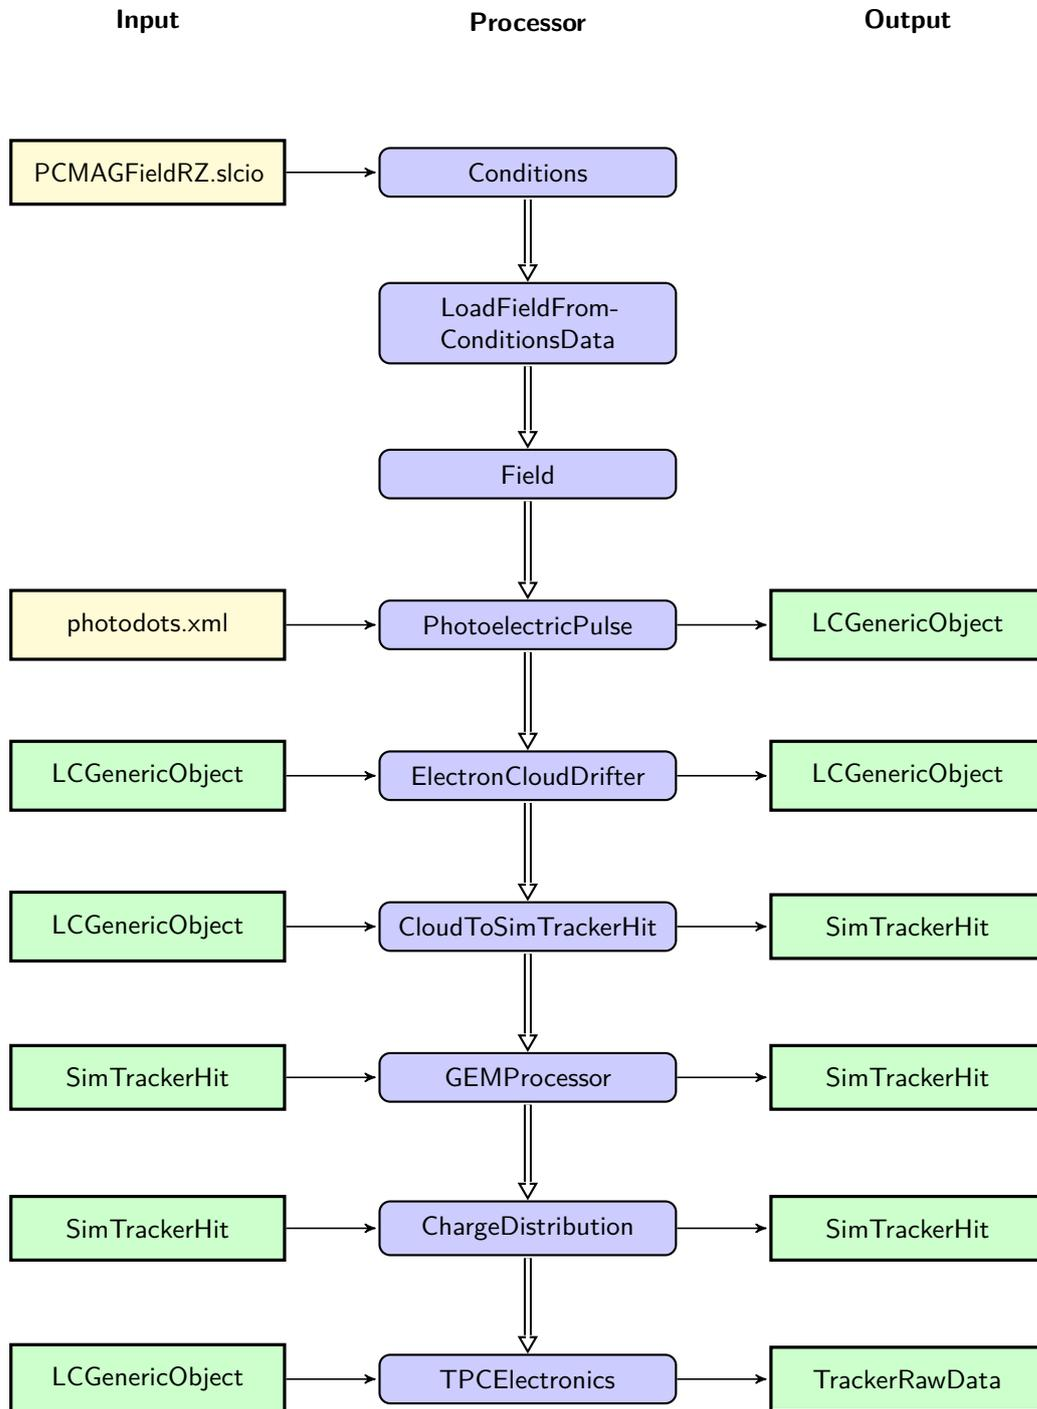 Input Processor Output
PCMAGFieldRZ.slcio Conditions
LoadFieldFrom-
ConditionsData
Field
photodots.xml PhotoelectricPulse LCGenericObject
LCGenericObject ElectronCloudDrifter LCGenericObject
LCGenericObject CloudToSimTrackerHit SimTrackerHit
SimTrackerHit GEMProcessor SimTrackerHit
SimTrackerHit ChargeDistribution SimTrackerHit
LCGenericObject TPCElectronics TrackerRawData